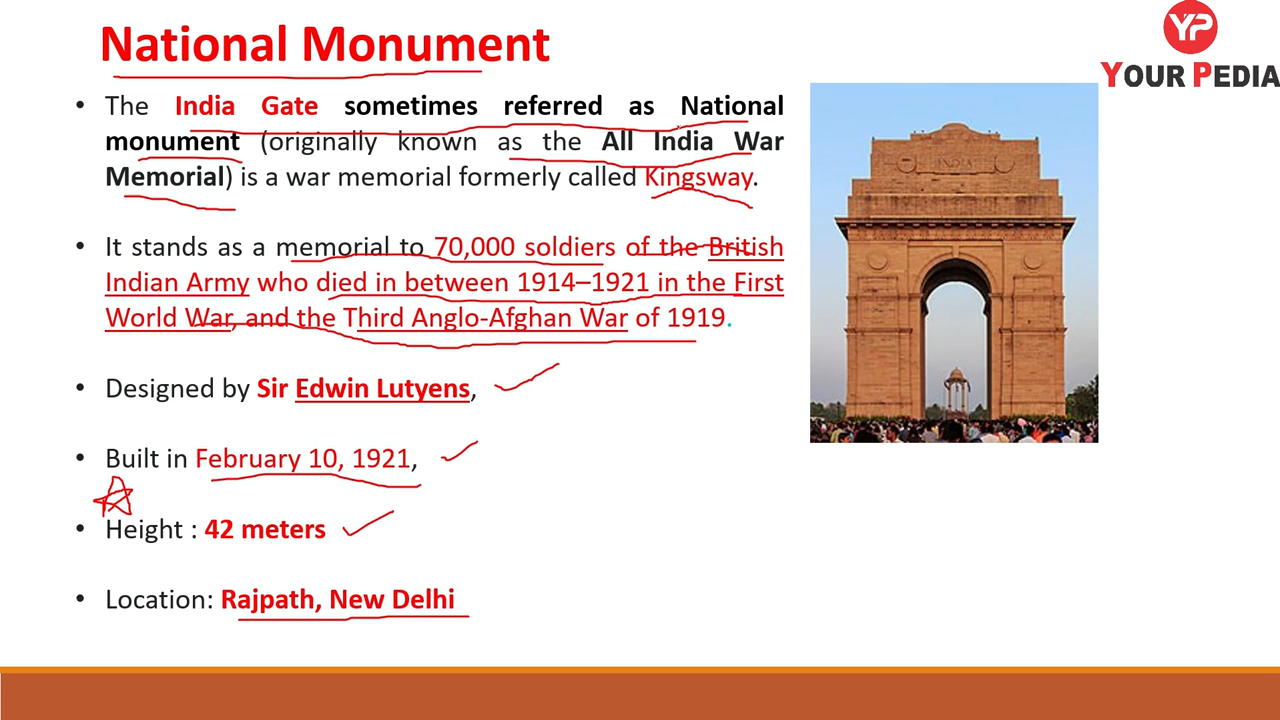 National Monument
YP
YOUR PEDIA
• The India Gate sometimes referred as National
monument (originally known as the All India War
Memorial) is a war memorial formerly called Kingsway.
• It stands as a memorial to 70,000 soldiers of the British
Indian Army who died in between 1914–1921 in the First
World War, and the Third Anglo-Afghan War of 1919.
• Designed by Sir Edwin Lutyens,
• Built in February 10, 1921,
• Height : 42 meters
• Location: Rajpath, New Delhi
INDIA